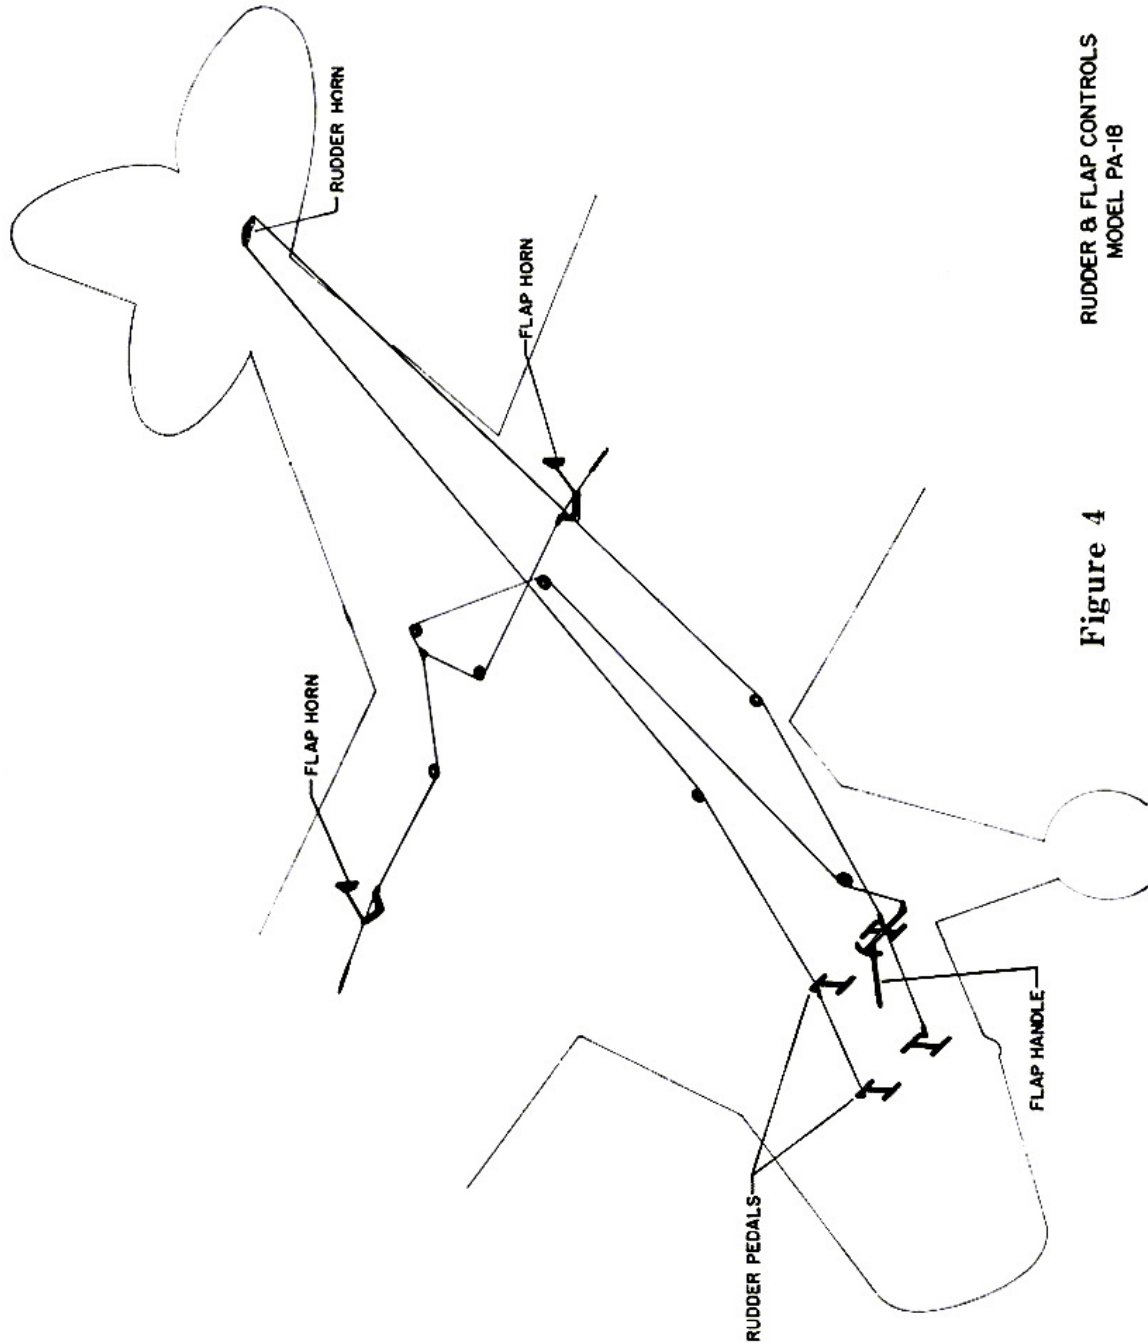 RUDDER HORN
FLAP HORN
FLAP HORN
RUDDER PEDALS
FLAP HANDLE
RUDDER & FLAP CONTROLS
MODEL PA-18
Figure 4